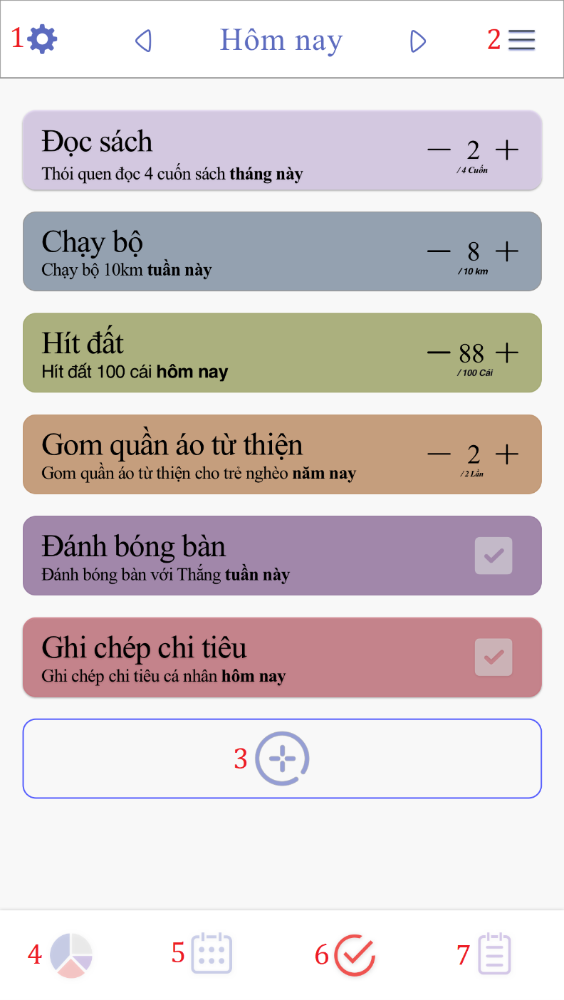 1
Hôm nay
2
Đọc sách
Thói quen đọc 4 cuốn sách tháng này
2
/ 4 Cuốn
Chạy bộ
Chạy bộ 10km tuần này
8
/ 10 km
Hít đất
Hít đất 100 cái hôm nay
88
/ 100 Cái
Gom quần áo từ thiện
Gom quần áo từ thiện cho trẻ nghèo năm nay
2
/ 2 Lần
Đánh bóng bàn
Đánh bóng bàn với Thắng tuần này
Ghi chép chi tiêu
Ghi chép chi tiêu cá nhân hôm nay
3
4
5
6
7